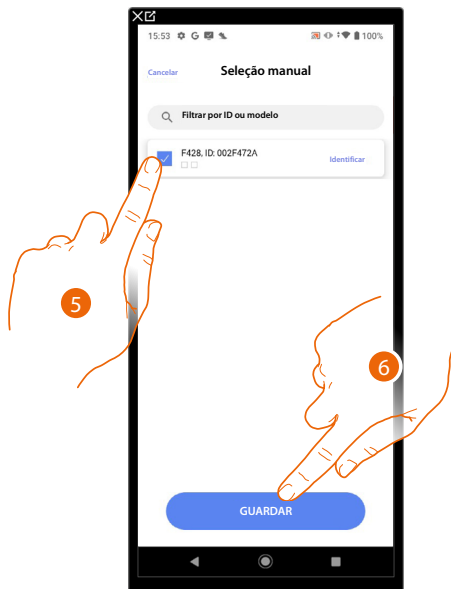 15:53 G 100%
Cancelar Seleção manual
Filtrar por ID ou modelo
F428, ID: 002F472A
Identificar
5
6
GUARDAR